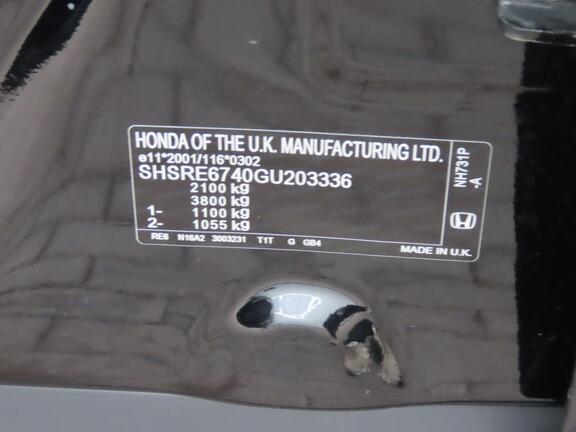 HONDA OF THE U.K. MANUFACTURING LTD.
e11*2001/116*0302
SHSRE6740GU203336
2100 kg
3800 kg
1- 1100 kg
2- 1055 kg
RE6 N16A2 3003231 T1T G GB4
MADE IN U.K.
NH731P
-A